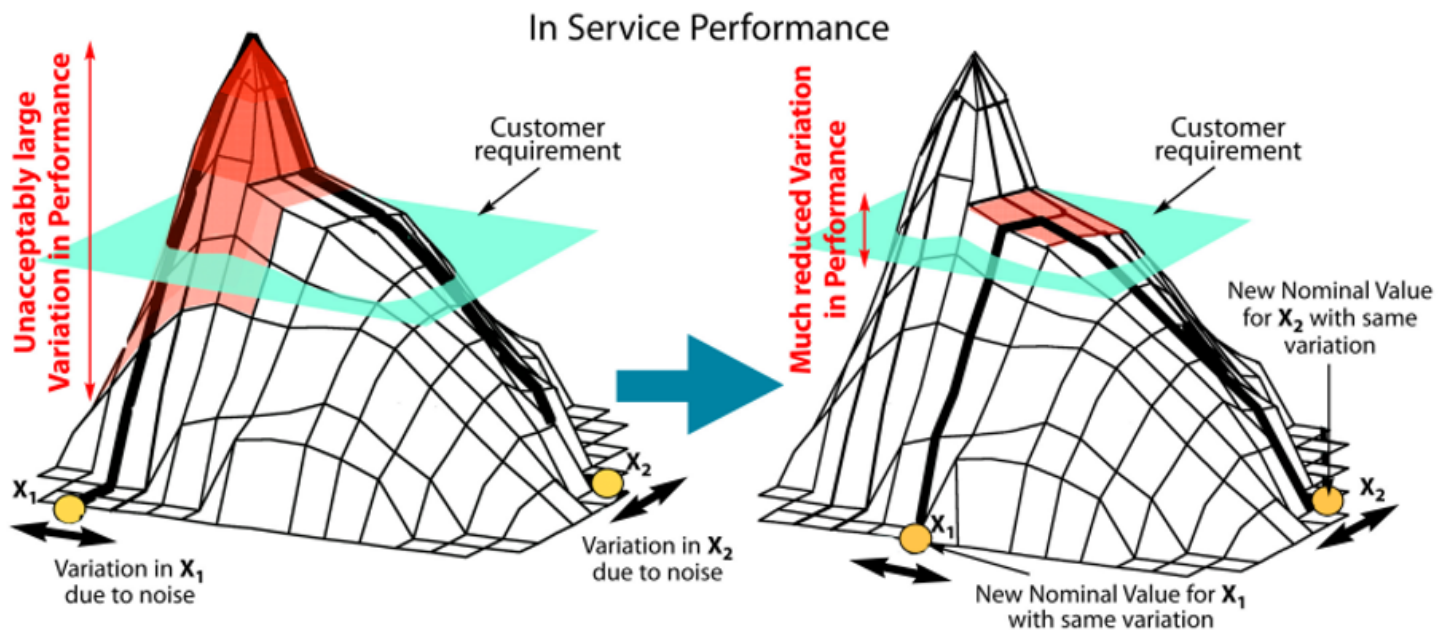 In Service Performance
Unacceptably large
Variation in Performance
Customer
requirement
X1
X2
Variation in X1
due to noise
Variation in X2
due to noise
Much reduced Variation
in Performance
Customer
requirement
New Nominal Value
for X2 with same
variation
X1
X2
New Nominal Value for X1
with same variation